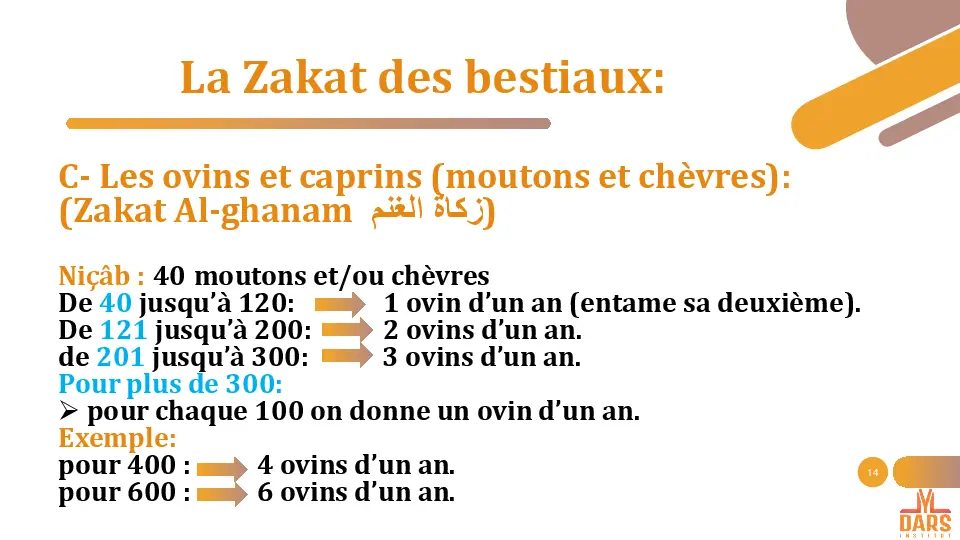 La Zakat des bestiaux:
C- Les ovins et caprins (moutons et chèvres):
(Zakat Al-ghanam زكاة الغنم)
Niçâb : 40 moutons et/ou chèvres
De 40 jusqu’à 120: 1 ovin d’un an (entame sa deuxième).
De 121 jusqu’à 200: 2 ovins d’un an.
de 201 jusqu’à 300: 3 ovins d’un an.
Pour plus de 300:
➢ pour chaque 100 on donne un ovin d’un an.
Exemple:
pour 400 : 4 ovins d’un an.
pour 600 : 6 ovins d’un an.
14
DARS
INSTITUT